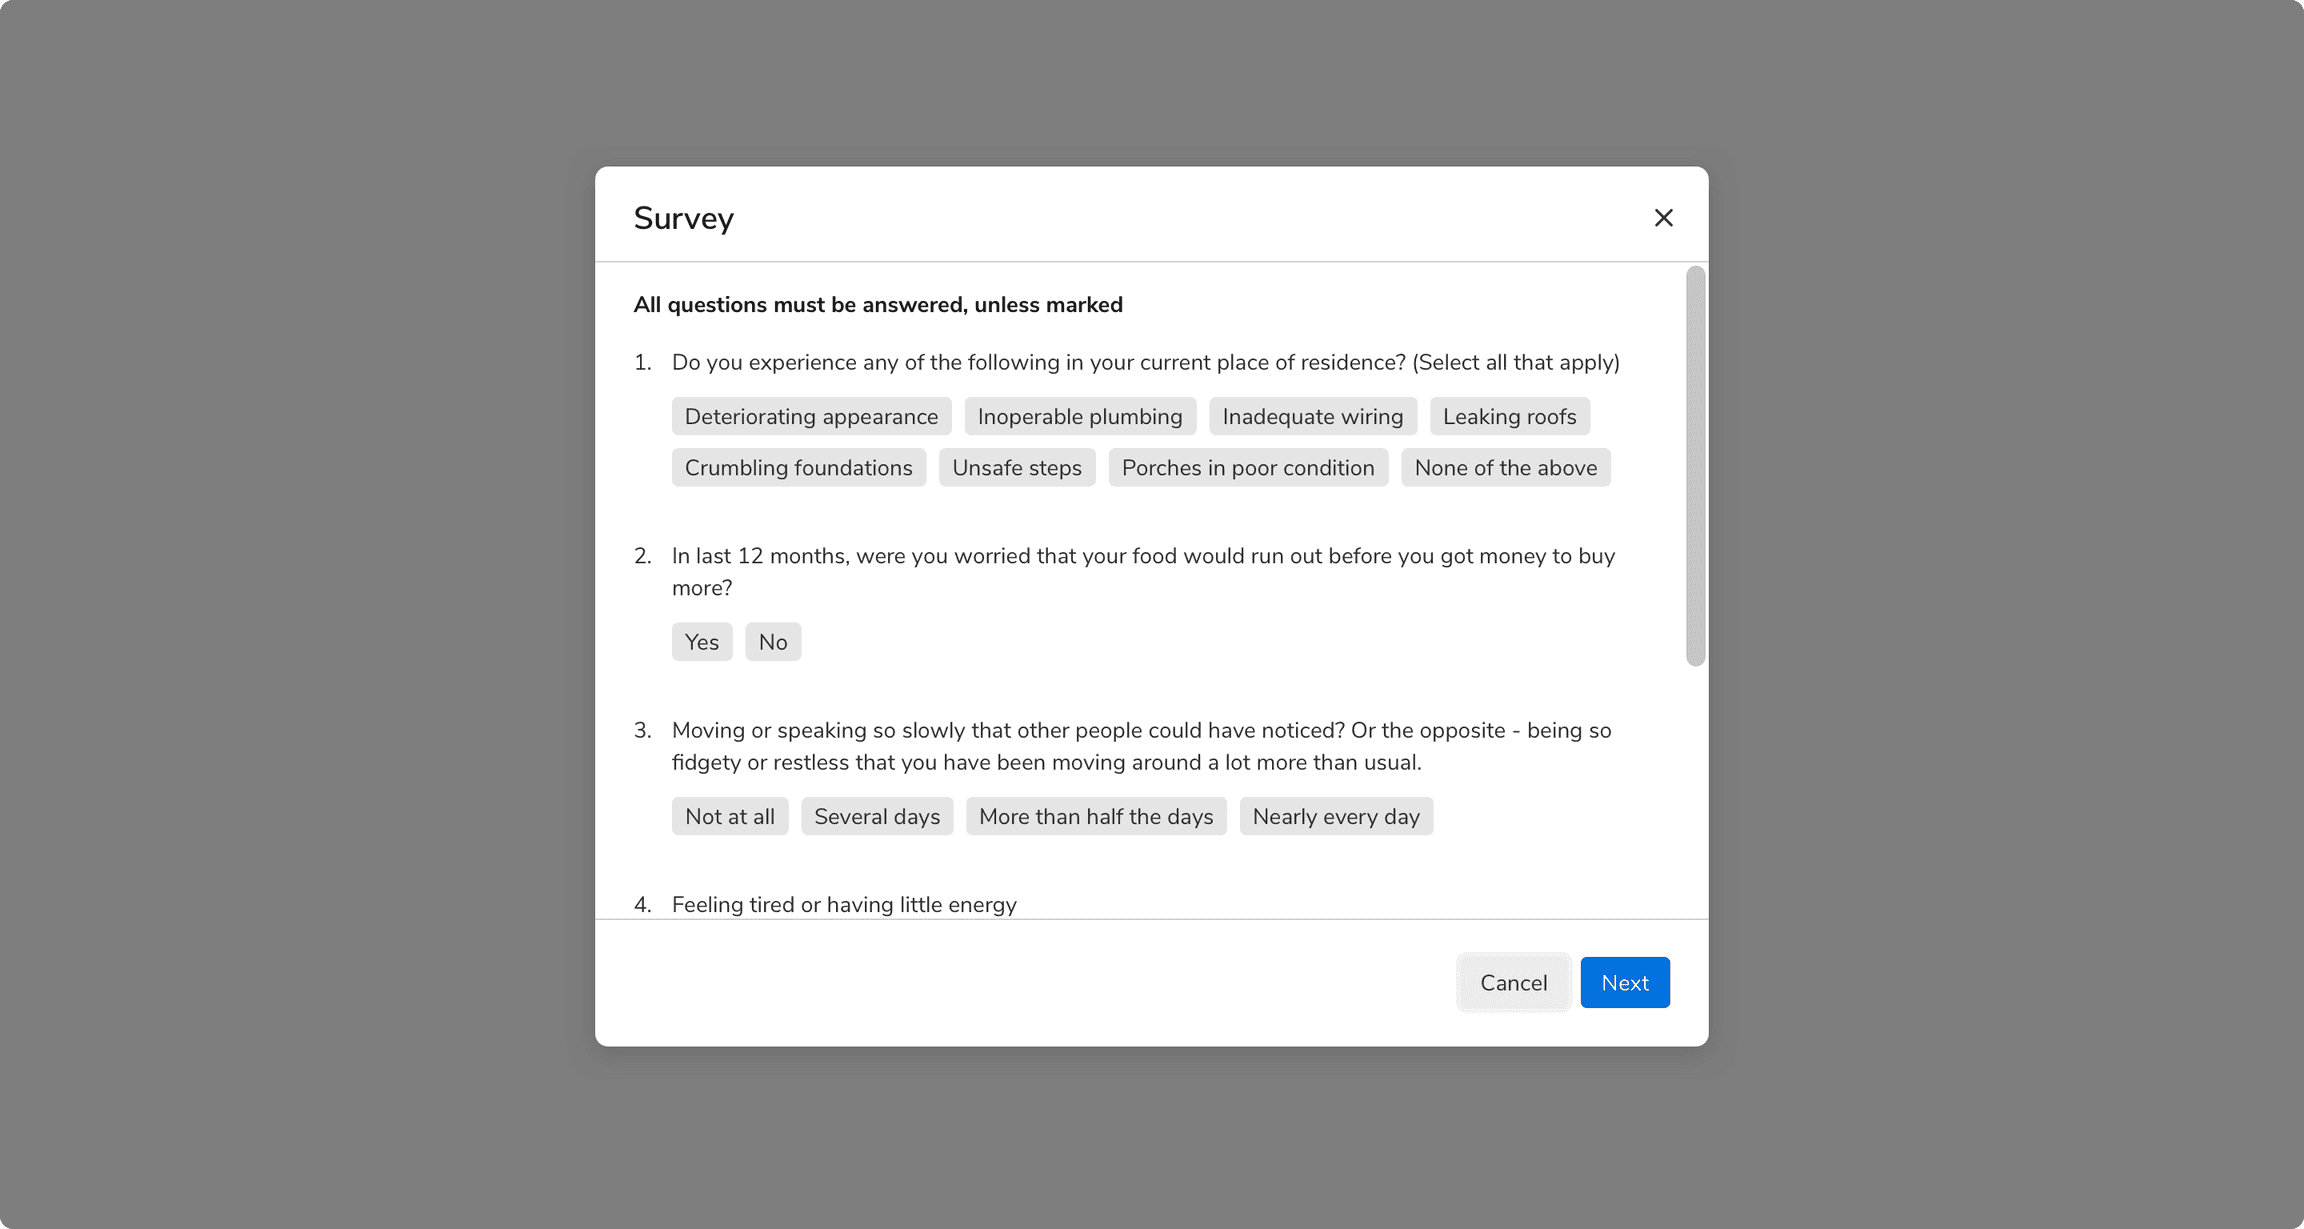 Survey
All questions must be answered, unless marked
1. Do you experience any of the following in your current place of residence? (Select all that apply)
Deteriorating appearance Inoperable plumbing Inadequate wiring Leaking roofs
Crumbling foundations Unsafe steps Porches in poor condition None of the above
2. In last 12 months, were you worried that your food would run out before you got money to buy
more?
Yes No
3. Moving or speaking so slowly that other people could have noticed? Or the opposite - being so
fidgety or restless that you have been moving around a lot more than usual.
Not at all Several days More than half the days Nearly every day
4. Feeling tired or having little energy
Cancel Next